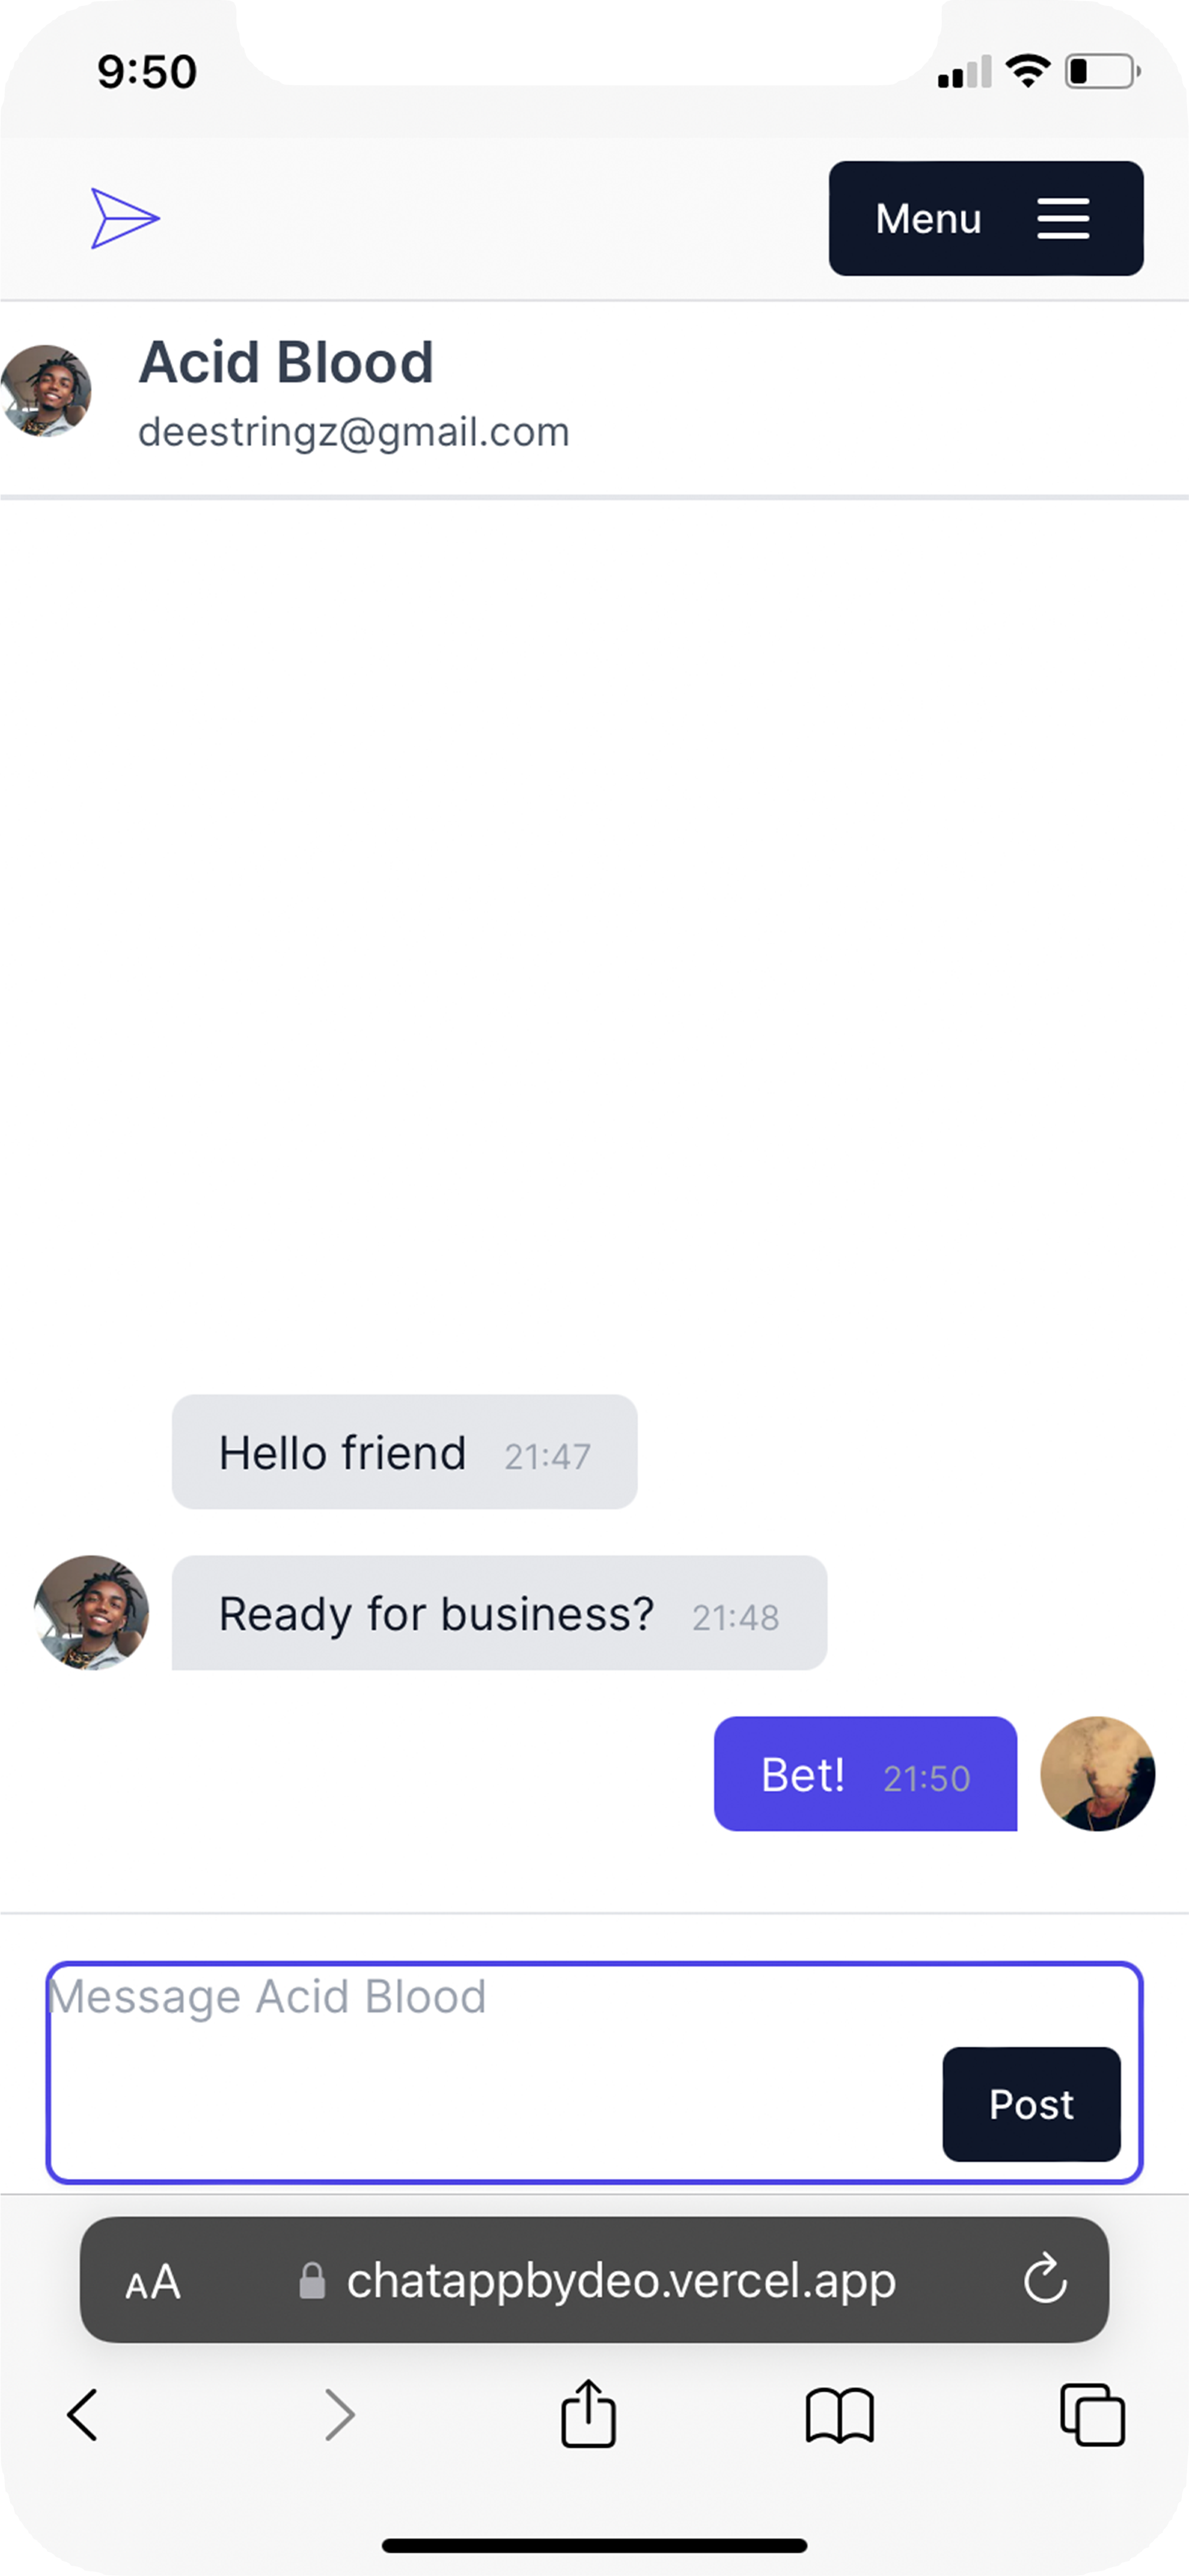 9:50
Menu
Acid Blood
deestringz@gmail.com
Hello friend 21:47
Ready for business? 21:48
Bet! 21:50
Message Acid Blood
Post
AA chatappbydeo.vercel.app